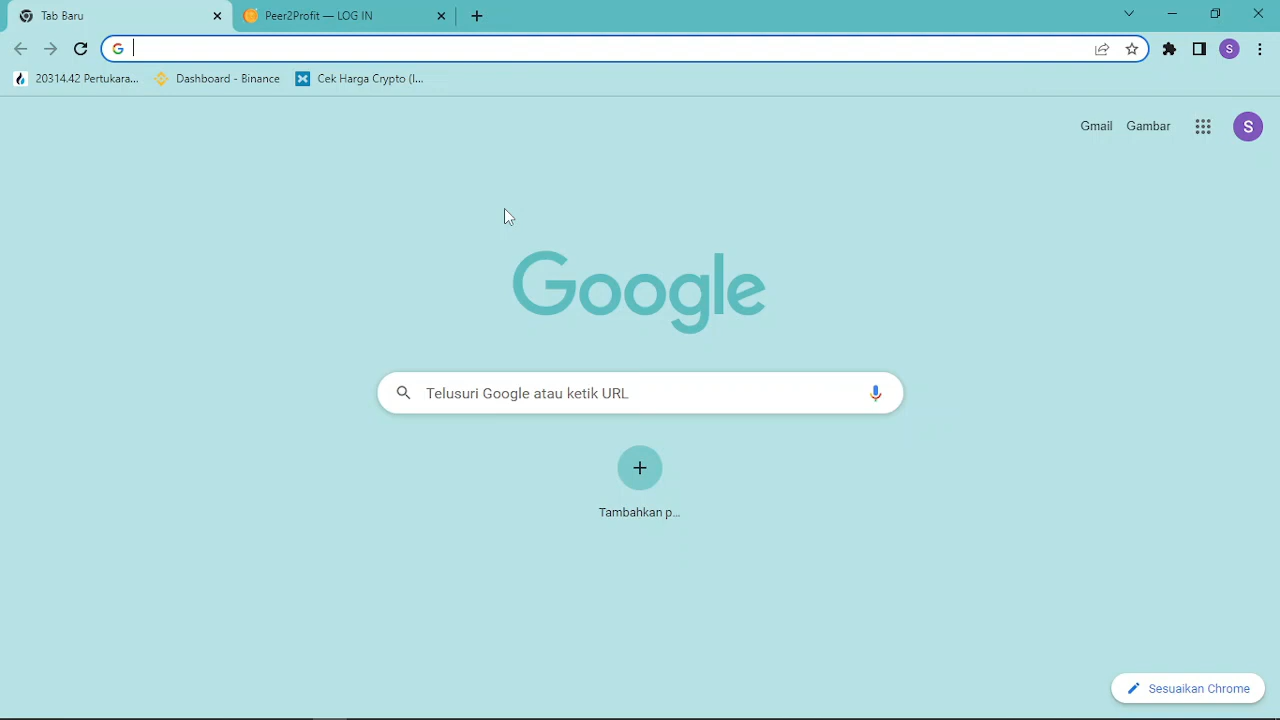 Tab Baru
Peer2Profit — LOG IN
20314.42 Pertukara...
Dashboard - Binance
Cek Harga Crypto (I...
S
Gmail
Gambar
S
Google
Telusuri Google atau ketik URL
Tambahkan p...
Sesuaikan Chrome